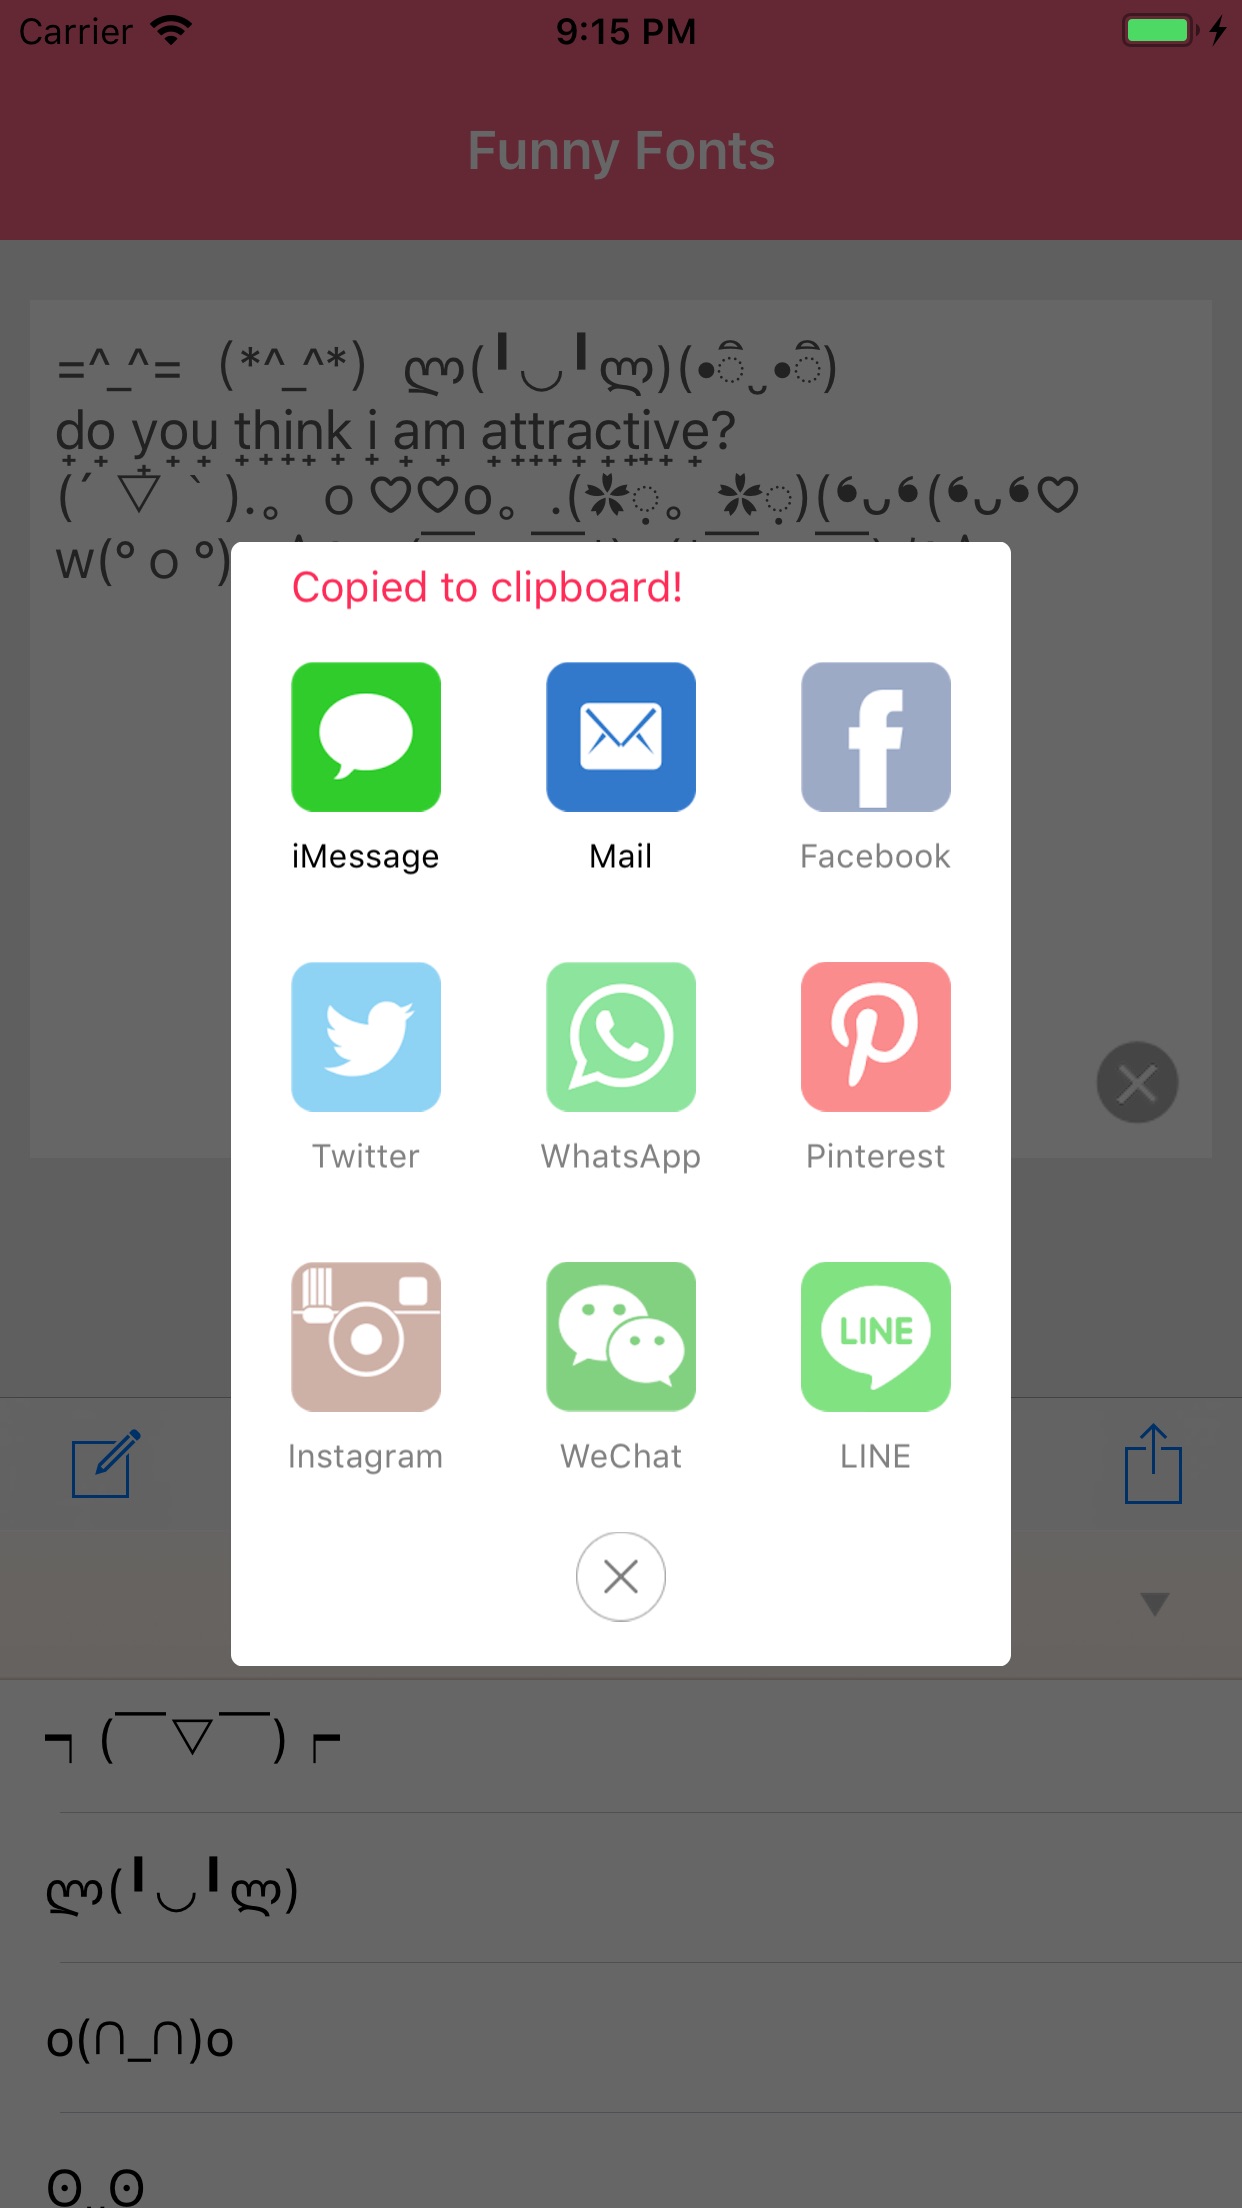 Carrier 9:15 PM
Funny Fonts
=^_^= (*^_^*) ლ(╹◡╹ლ)(•ิ‿•ิ)
do you think i am attractive?
(´▽｀).。ｏ♡♡o。.(✿ฺ。✿ฺ)(❛ᴗ❛(❛ᴗ❛♡
w(° o °)
Copied to clipboard!
iMessage Mail Facebook
Twitter WhatsApp Pinterest
LINE
Instagram WeChat LINE
┑(￣▽￣)┍
ლ(╹◡╹ლ)
o(∩_∩)o
ʘ‿ʘ